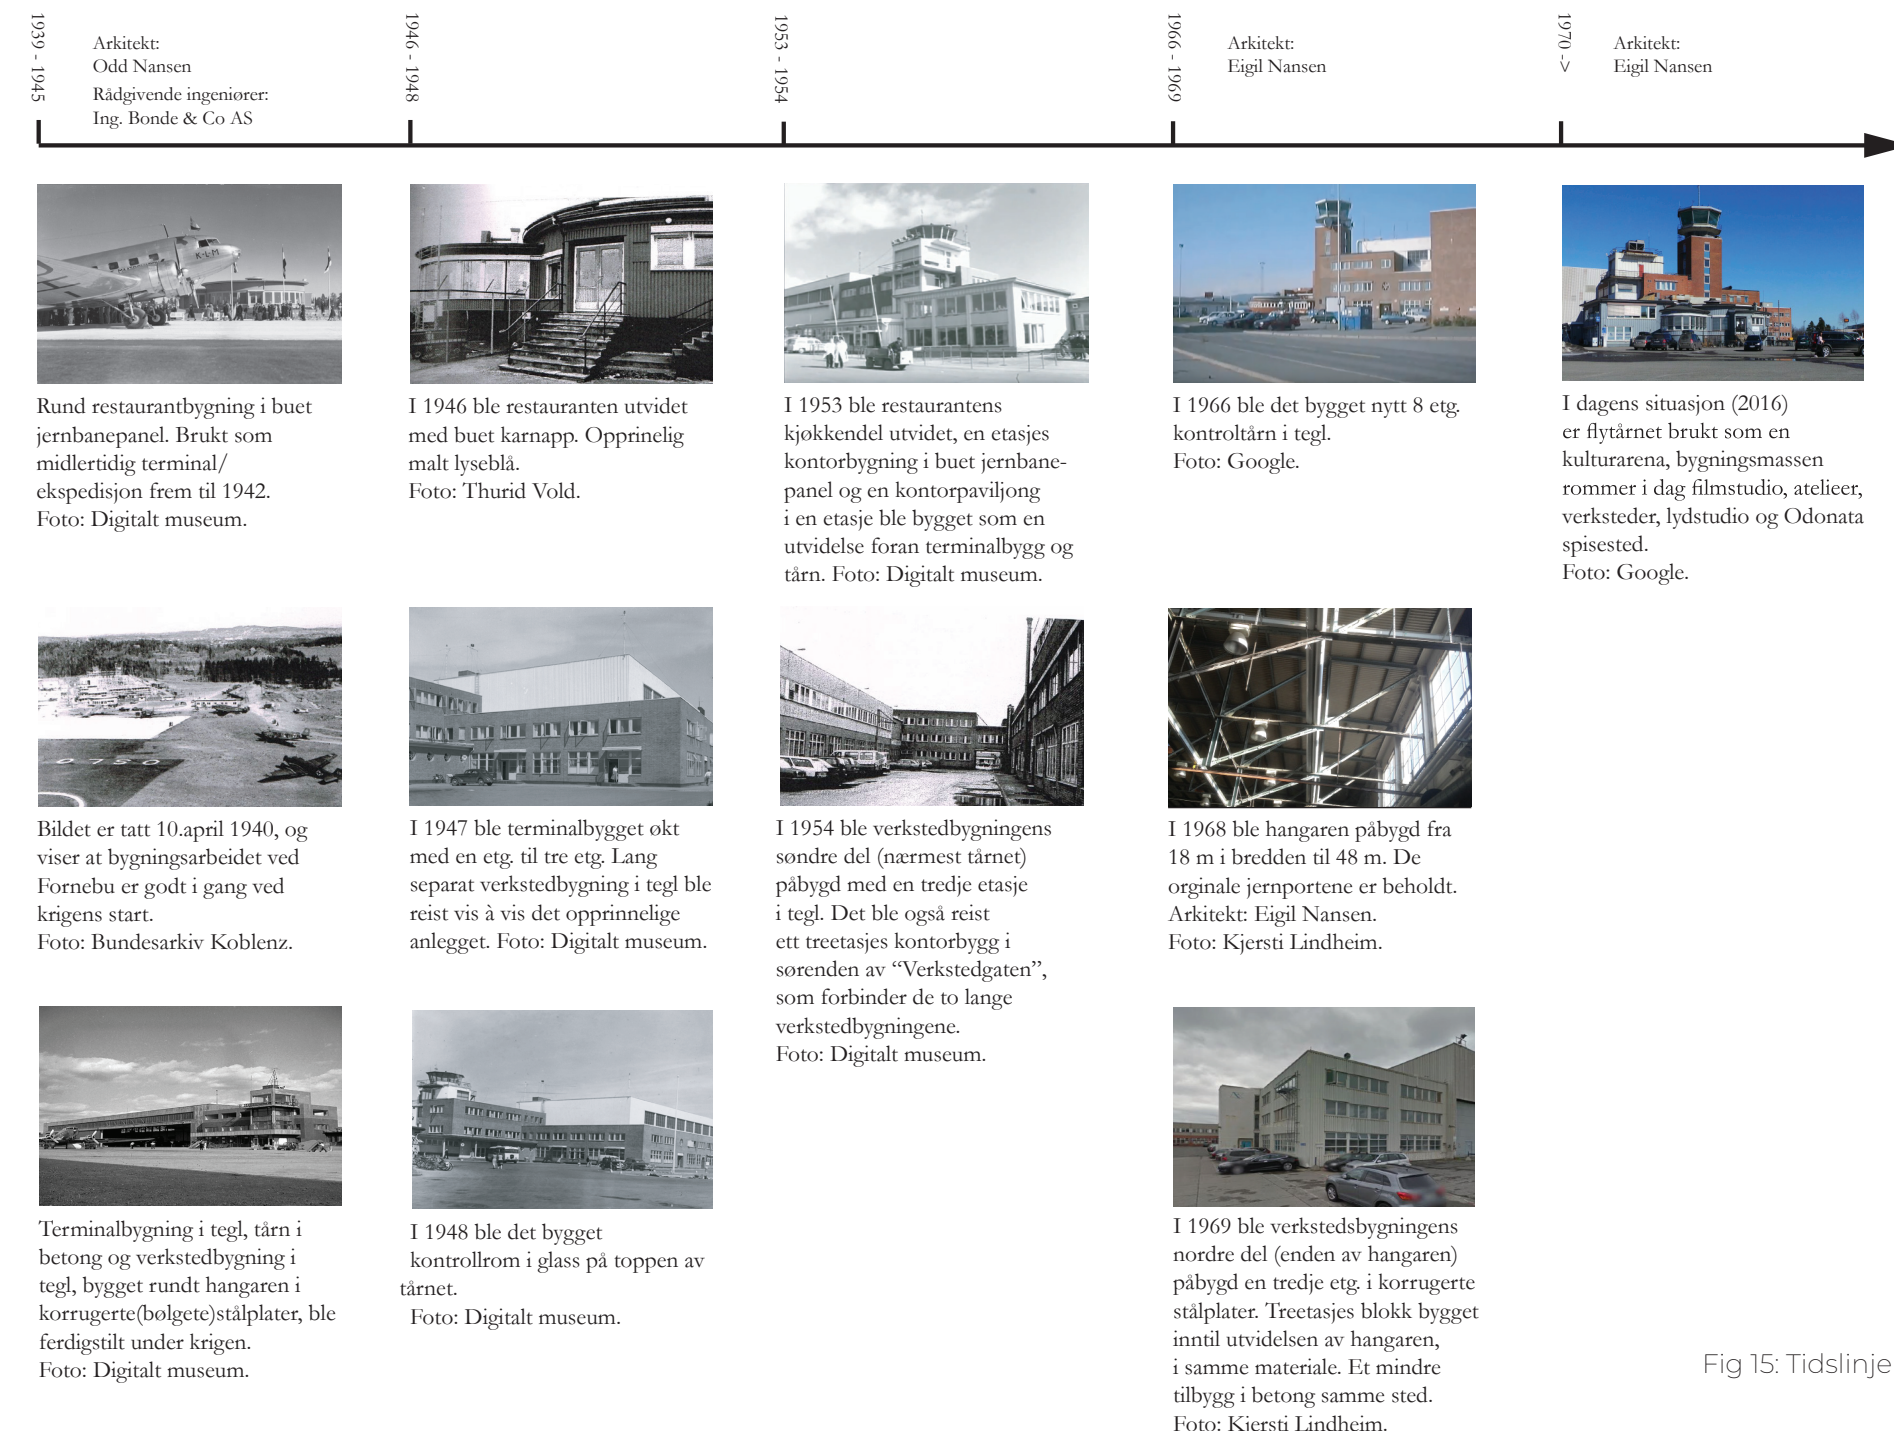 1939 - 1945
Arkitekt:
Odd Nansen
Rådgivende ingeniører:
Ing. Bonde & Co AS
1946 - 1948
1953 - 1954
1966 - 1969
Arkitekt:
Eigil Nansen
1970 ->
Arkitekt:
Eigil Nansen
K-L-M
Rund restaurantbygning i buet
jernbanepanel. Brukt som
midlertidig terminal/
ekspedisjon frem til 1942.
Foto: Digitalt museum.
0750
Bildet er tatt 10.april 1940, og
viser at bygningsarbeidet ved
Fornebu er godt i gang ved
krigens start.
Foto: Bundesarkiv Koblenz.
Terminalbygning i tegl, tårn i
betong og verkstedbygning i
tegl, bygget rundt hangaren i
korrugerte(bølgete)stålplater, ble
ferdigstilt under krigen.
Foto: Digitalt museum.
I 1946 ble restauranten utvidet
med buet karnapp. Opprinelig
malt lyseblå.
Foto: Thurid Vold.
I 1947 ble terminalbygget økt
med en etg. til tre etg. Lang
separat verkstedbygning i tegl ble
reist vis à vis det opprinnelige
anlegget. Foto: Digitalt museum.
I 1948 ble det bygget
kontrollrom i glass på toppen av
tårnet.
Foto: Digitalt museum.
I 1953 ble restaurantens
kjøkkendel utvidet, en etasjes
kontorbygning i buet jernbane-
panel og en kontorpaviljong
i en etasje ble bygget som en
utvidelse foran terminalbygg og
tårn. Foto: Digitalt museum.
I 1954 ble verkstedbygningens
søndre del (nærmest tårnet)
påbygd med en tredje etasje
i tegl. Det ble også reist
ett treetasjes kontorbygg i
sørenden av “Verkstedgaten”,
som forbinder de to lange
verkstedbygningene.
Foto: Digitalt museum.
I 1966 ble det bygget nytt 8 etg.
kontroltårn i tegl.
Foto: Google.
I 1968 ble hangaren påbygd fra
18 m i bredden til 48 m. De
orginale jernportene er beholdt.
Arkitekt: Eigil Nansen.
Foto: Kjersti Lindheim.
I 1969 ble verkstedsbygningens
nordre del (enden av hangaren)
påbygd en tredje etg. i korrugerte
stålplater. Treetasjes blokk bygget
inntil utvidelsen av hangaren,
i samme materiale. Et mindre
tilbygg i betong samme sted.
Foto: Kjersti Lindheim.
I dagens situasjon (2016)
er flytårnet brukt som en
kulturarena, bygningsmassen
rommer i dag filmstudio, atelieer,
verksteder, lydstudio og Odonata
spisested.
Foto: Google.
Fig 15: Tidslinje